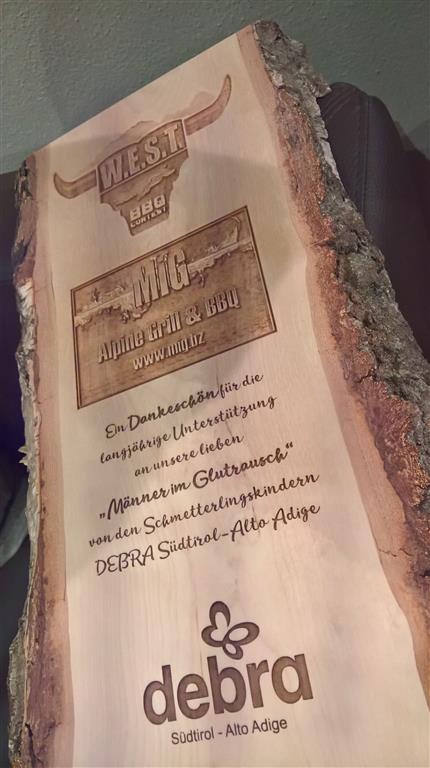 W.E.S.T.
BBQ
CONTEST
MiG
Alpine Grill & BBQ
www.mig.bz
Ein Dankeschön für die
langjährige Unterstützung
an unsere lieben
„Männer im Glutrausch“
von den Schmetterlingskindern
DEBRA Südtirol-Alto Adige
debra
Südtirol - Alto Adige